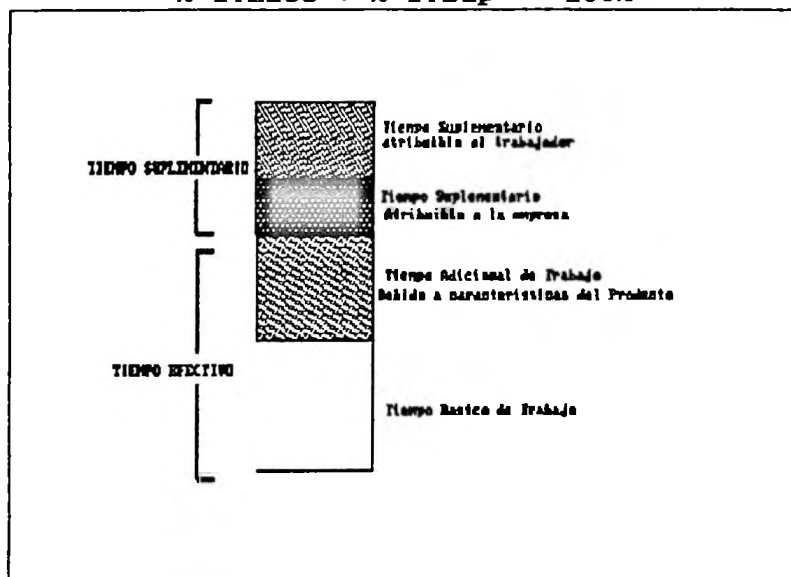 Tiempo Suplementario
atribuible al trabajador
TIEMPO SUPLEMENTARIO
Tiempo Suplementario
Atribuible a la empresa
Tiempo Adicional de Trabajo
Debido a características del Producto
TIEMPO EFECTIVO
Tiempo Basico de Trabajo